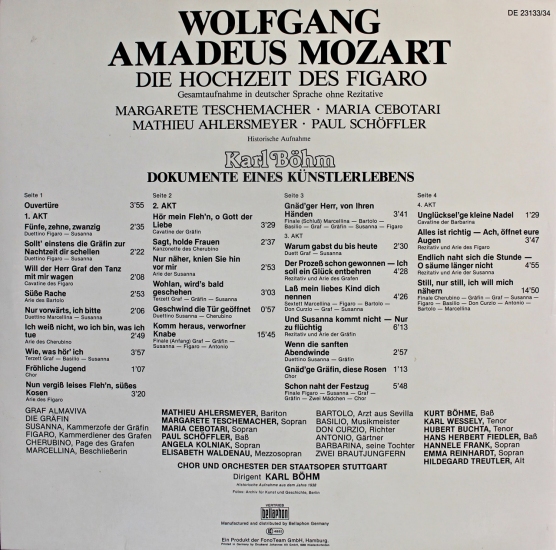 DE 23133/34
WOLFGANG
AMADEUS MOZART
DIE HOCHZEIT DES FIGARO
Gesamtaufnahme in deutscher Sprache ohne Rezitative
MARGARETE TESCHEMACHER · MARIA CEBOTARI
MATHIEU AHLERSMEYER · PAUL SCHÖFFLER
Historische Aufnahme
Karl Böhm
DOKUMENTE EINES KÜNSTLERLEBENS
Seite 1
Ouvertüre 3'55
1. AKT
Fünfe, zehne, zwanzig 2'35
Duettino Figaro — Susanna
Sollt' einstens die Gräfin zur
Nachtzeit dir schellen 2'22
Duettino Figaro — Susanna
Will der Herr Graf den Tanz
mit mir wagen 2'08
Cavatine des Figaro
Süße Rache 2'53
Arie des Bartolo
Nur vorwärts, ich bitte 2'06
Duettino Marcellina — Susanna
Ich weiß nicht, wo ich bin, was ich
tue 2'49
Arie des Cherubino
Wie, was hör' ich 3'57
Terzett Graf — Basilio — Susanna
Fröhliche Jugend 1'07
Chor
Nun vergiß leises Fleh'n, süßes
Kosen 3'20
Arie des Figaro
Seite 2
2. AKT
Hör mein Fleh'n, o Gott der
Liebe 3'29
Cavatine der Gräfin
Sagt, holde Frauen 2'37
Kanzonette des Cherubino
Nur näher, knien Sie hin
vor mir 2'53
Arie der Susanna
Wohlan, wird's bald
geschehen 3'03
Terzett Graf — Gräfin — Susanna
Geschwind die Tür geöffnet 0'57
Duettino Susanna — Cherubino
Komm heraus, verworfner
Knabe 15'45
Finale (Anfang) Graf — Gräfin —
Susanna — Figaro — Antonio
Seite 3
Gnäd'ger Herr, von Ihren
Händen 3'41
Finale (Schluß) Marcellina — Bartolo —
Basilio — Graf — Gräfin — Susanna — Figaro
3. AKT
Warum gabst du bis heute 2'30
Duett Graf — Susanna
Der Prozeß schon gewonnen — Ich
soll ein Glück entbehren 4'28
Rezitativ und Arie des Grafen
Laß mein liebes Kind dich
nennen 4'26
Sextett Marcellina — Figaro — Bartolo —
Don Curzio — Graf — Susanna
Und Susanna kommt nicht — Nur
zu flüchtig 6'13
Rezitativ und Arie der Gräfin
Wenn die sanften
Abendwinde 2'57
Duettino Susanna — Gräfin
Gnäd'ge Gräfin, diese Rosen 1'13
Chor
Schon naht der Festzug 5'48
Finale Figaro — Susanna — Graf —
Gräfin — Zwei Mädchen — Chor
Seite 4
4. AKT
Unglücksel'ge kleine Nadel 1'29
Cavatine der Barbarina
Alles ist richtig — Ach, öffnet eure
Augen 3'47
Rezitativ und Arie des Figaro
Endlich naht sich die Stunde —
O säume länger nicht 4'55
Rezitativ und Arie der Susanna
Still, nur still, ich will mich
nähern 14'50
Finale Cherubino — Gräfin — Graf — Susanna —
Figaro — Basilio — Don Curzio — Antonio —
Bartolo — Marcellina
GRAF ALMAVIVA MATHIEU AHLERSMEYER, Bariton
DIE GRÄFIN MARGARETE TESCHEMACHER, Sopran
SUSANNA, Kammerzofe der Gräfin MARIA CEBOTARI, Sopran
FIGARO, Kammerdiener des Grafen PAUL SCHÖFFLER, Baß
CHERUBINO, Page des Grafen ANGELA KOLNIAK, Sopran
MARCELLINA, Beschließerin ELISABETH WALDENAU, Mezzosopran
BARTOLO, Arzt aus Sevilla KURT BÖHME, Baß
BASILIO, Musikmeister KARL WESSELY, Tenor
DON CURZIO, Richter HUBERT BUCHTA, Tenor
ANTONIO, Gärtner HANS HERBERT FIEDLER, Baß
BARBARINA, seine Tochter HANNELE FRANK, Sopran
ZWEI BRAUTJUNGFERN EMMA REINHARDT, Sopran
HILDEGARD TREUTLER, Alt
CHOR UND ORCHESTER DER STAATSOPER STUTTGART
Dirigent KARL BÖHM
Historische Aufnahme aus dem Jahre 1938
Fotos: Archiv für Kunst und Geschichte, Berlin
VERTRIEB
bellaphon
Manufactured and distributed by Bellaphon Germany
Ein Produkt der FonoTeam GmbH, Hamburg.